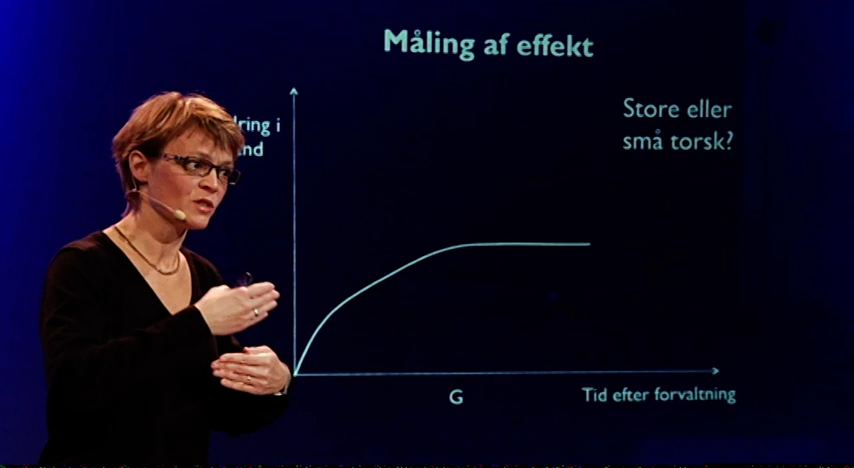 Måling af effekt
Store eller
små torsk?
i
G
Tid efter forvaltning